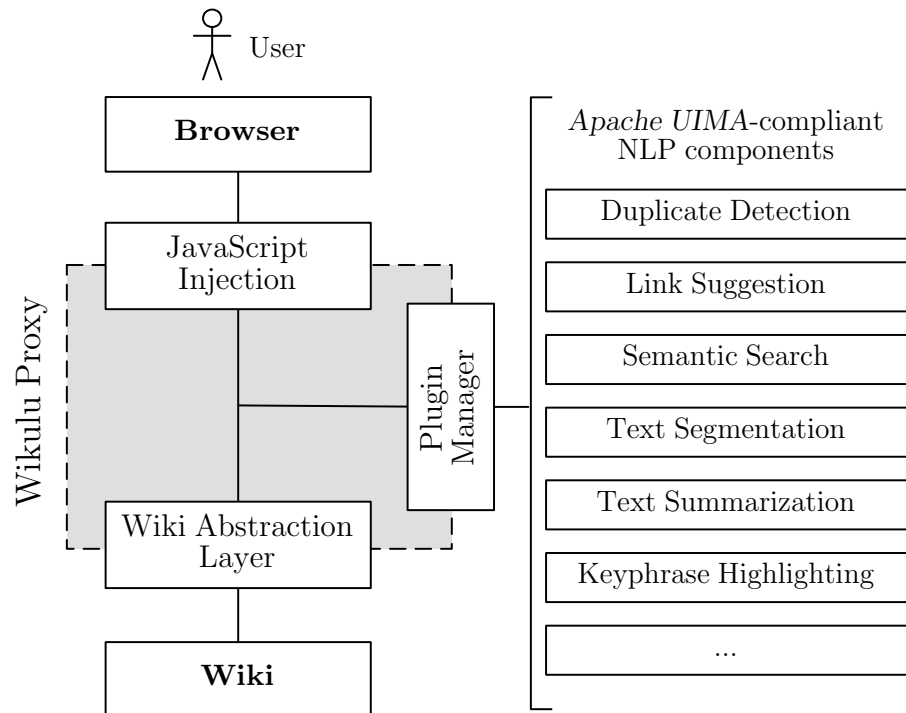 User
Browser
JavaScript
Injection
Wikulu Proxy
Plugin
Manager
Wiki Abstraction
Layer
Wiki
Apache UIMA-compliant
NLP components
Duplicate Detection
Link Suggestion
Semantic Search
Text Segmentation
Text Summarization
Keyphrase Highlighting
...